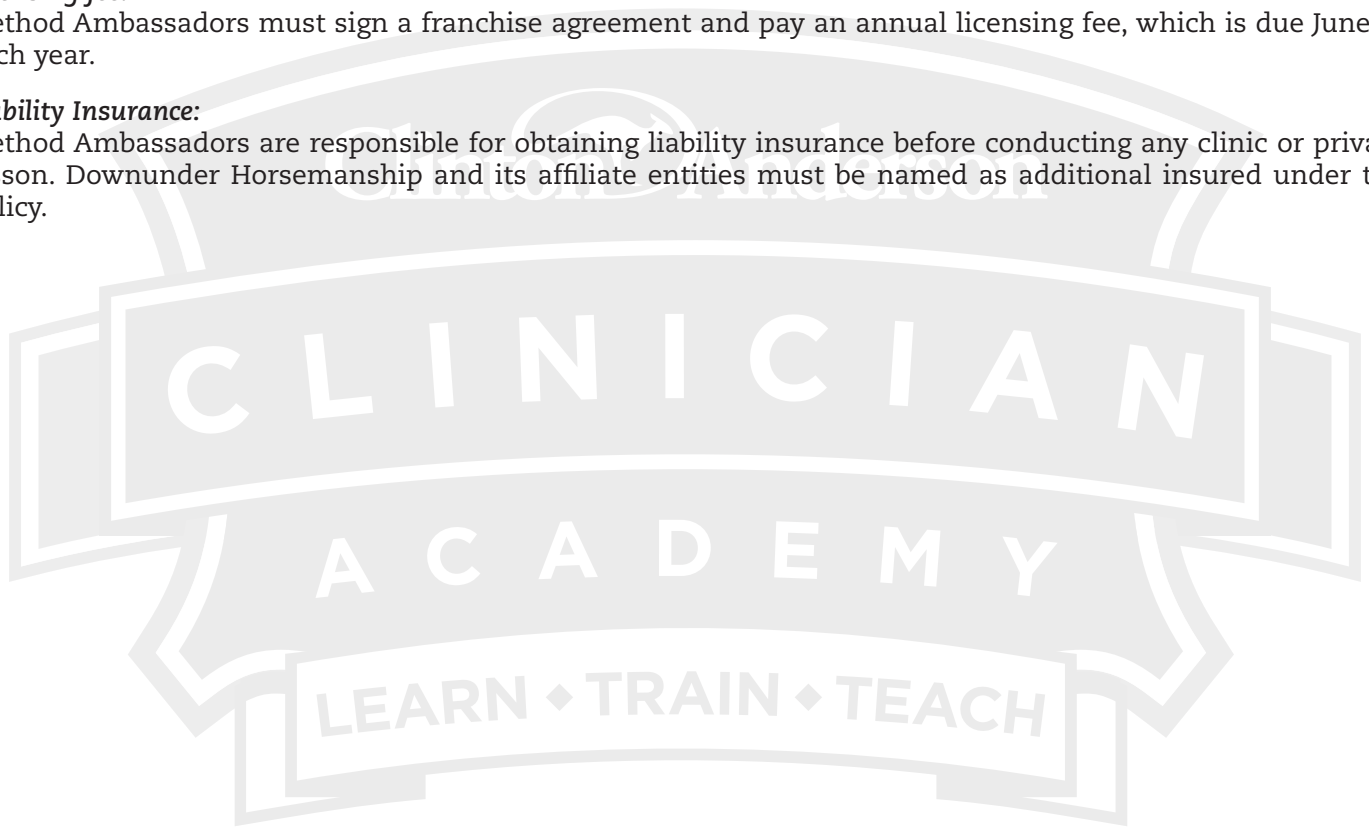 ethod Ambassadors must sign a franchise agreement and pay an annual licensing fee, which is due June
ch year.
bility Insurance:
ethod Ambassadors are responsible for obtaining liability insurance before conducting any clinic or priva
sson. Downunder Horsemanship and its affiliate entities must be named as additional insured under t
licy.
Clinton Anderson
CLINICIAN
ACADEMY
LEARN ◆ TRAIN ◆ TEACH